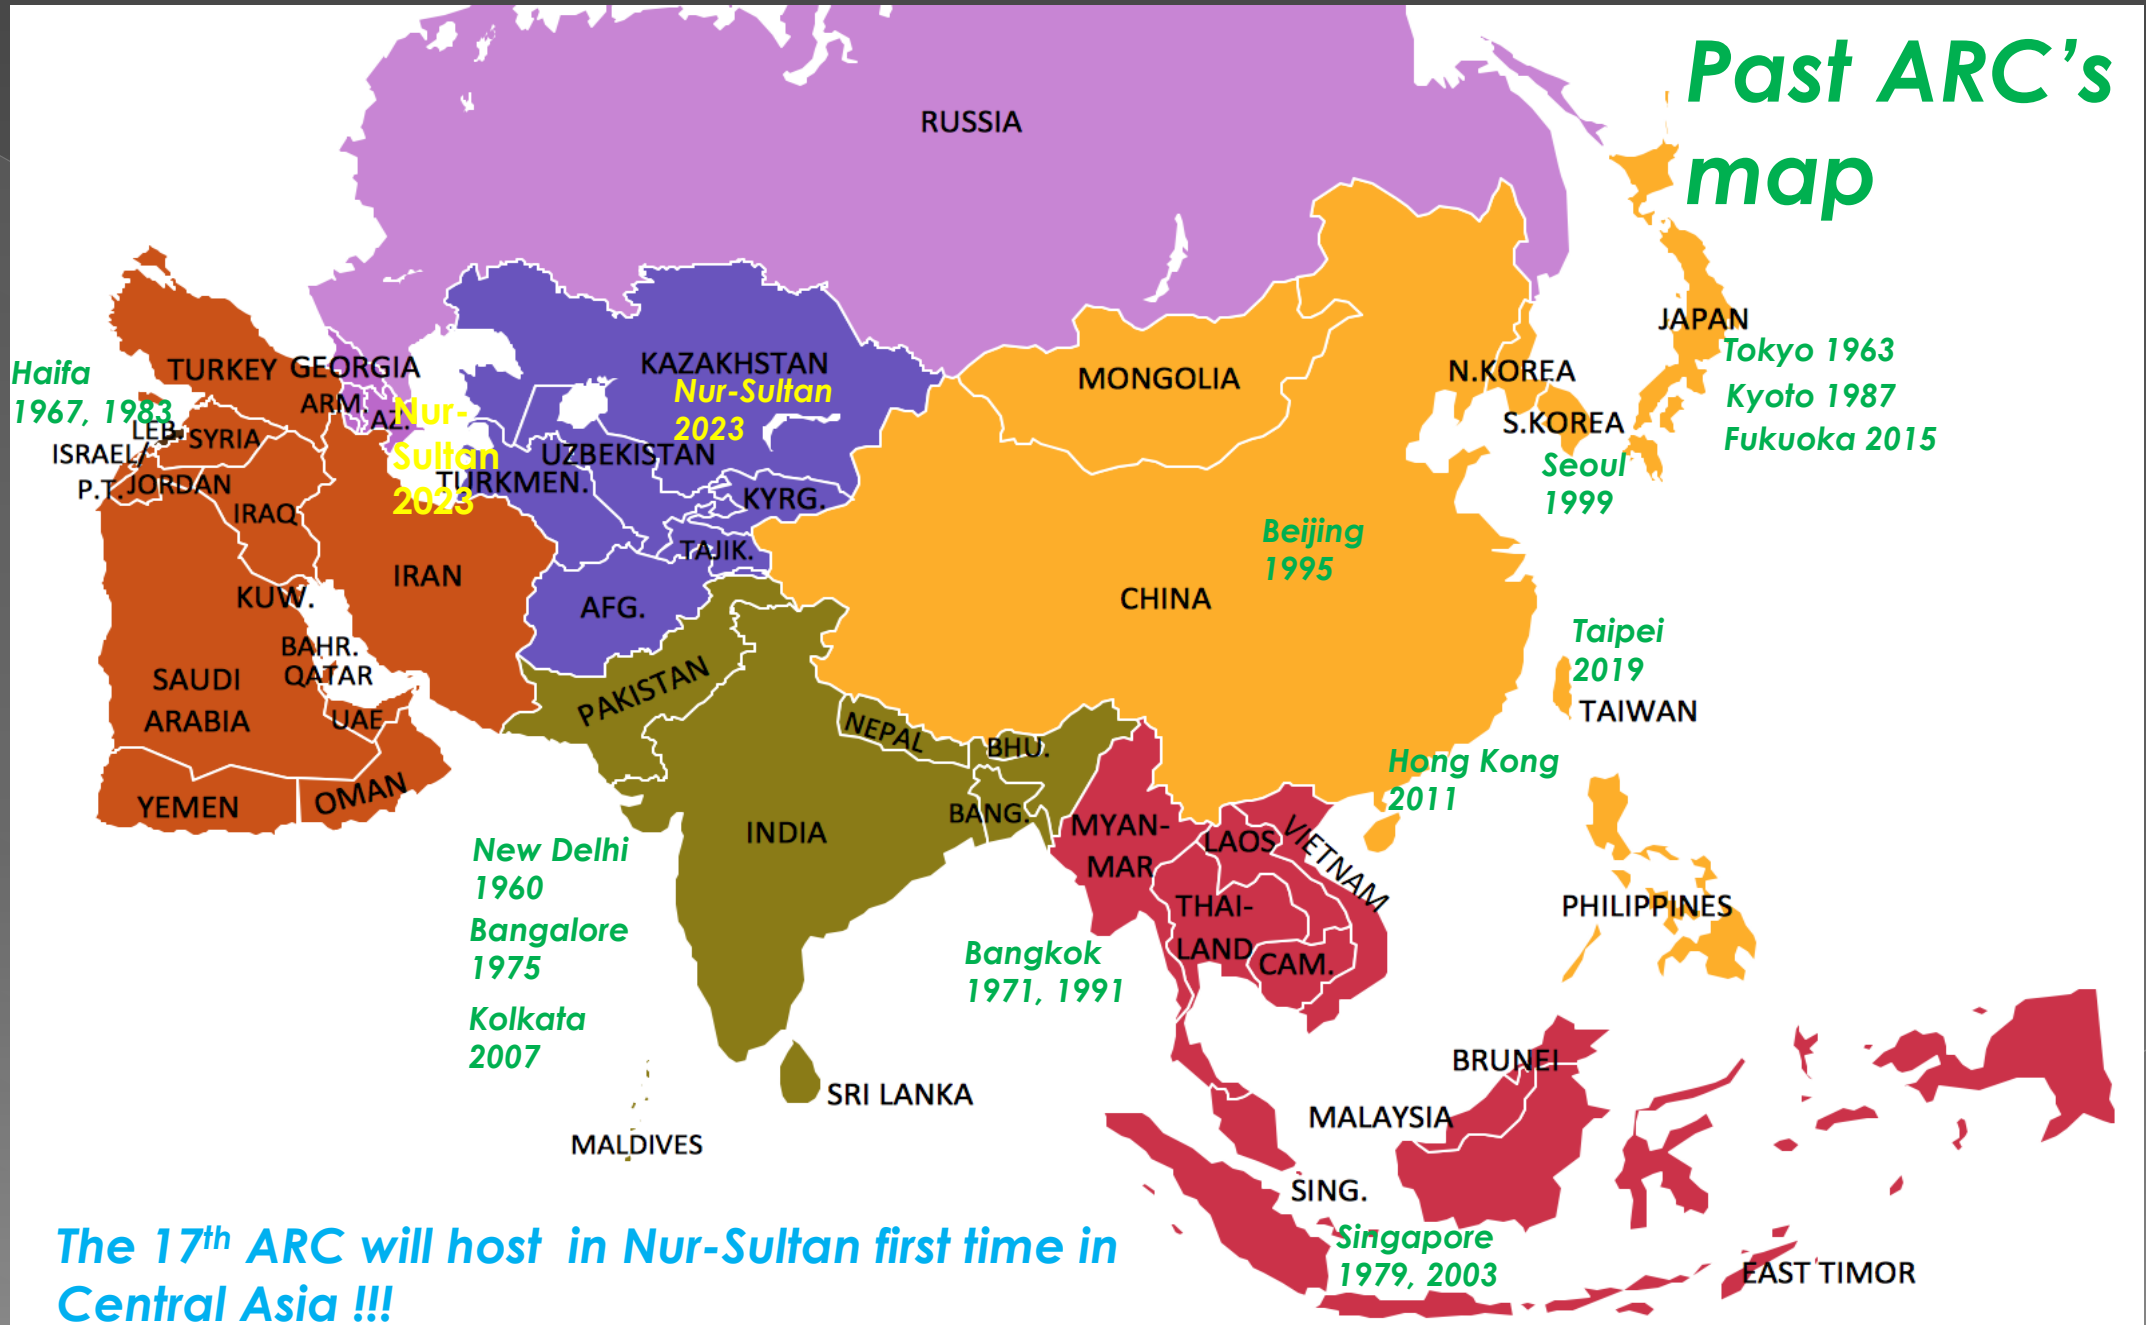 Past ARC’s
map
RUSSIA
JAPAN
Tokyo 1963
Kyoto 1987
Fukuoka 2015
TURKEY
GEORGIA
KAZAKHSTAN
Nur-Sultan
2023
MONGOLIA
N.KOREA
S.KOREA
Seoul
1999
Haifa
1967, 1983
ARM.
AZ.
Nur-
Sultan
2023
LEB.
SYRIA
ISRAEL/
P.T.
JORDAN
UZBEKISTAN
TURKMEN.
KYRG.
IRAQ
TAJIK.
Beijing
1995
IRAN
KUW.
AFG.
CHINA
BAHR.
QATAR
Taipei
2019
TAIWAN
SAUDI
ARABIA
UAE
PAKISTAN
NEPAL
BHU.
Hong Kong
2011
YEMEN
OMAN
INDIA
BANG.
MYAN-
MAR
LAOS
VIETNAM
New Delhi
1960
Bangalore
1975
Kolkata
2007
THAI-
LAND
CAM.
PHILIPPINES
Bangkok
1971, 1991
SRI LANKA
MALDIVES
BRUNEI
MALAYSIA
SING.
Singapore
1979, 2003
EAST TIMOR
The 17th ARC will host  in Nur-Sultan first time in
Central Asia !!!